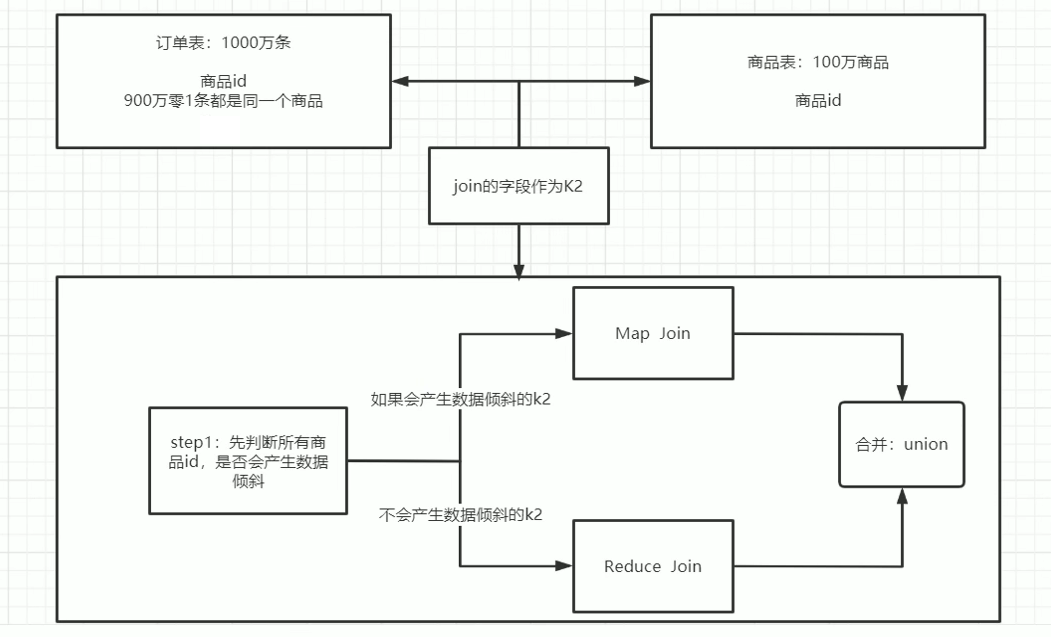 订单表：1000万条
商品id
900万零1条都是同一个商品
商品表：100万商品
商品id
join的字段作为K2
Map Join
如果会产生数据倾斜的k2
step1：先判断所有商
品id，是否会产生数据
倾斜
合并：union
不会产生数据倾斜的k2
Reduce Join